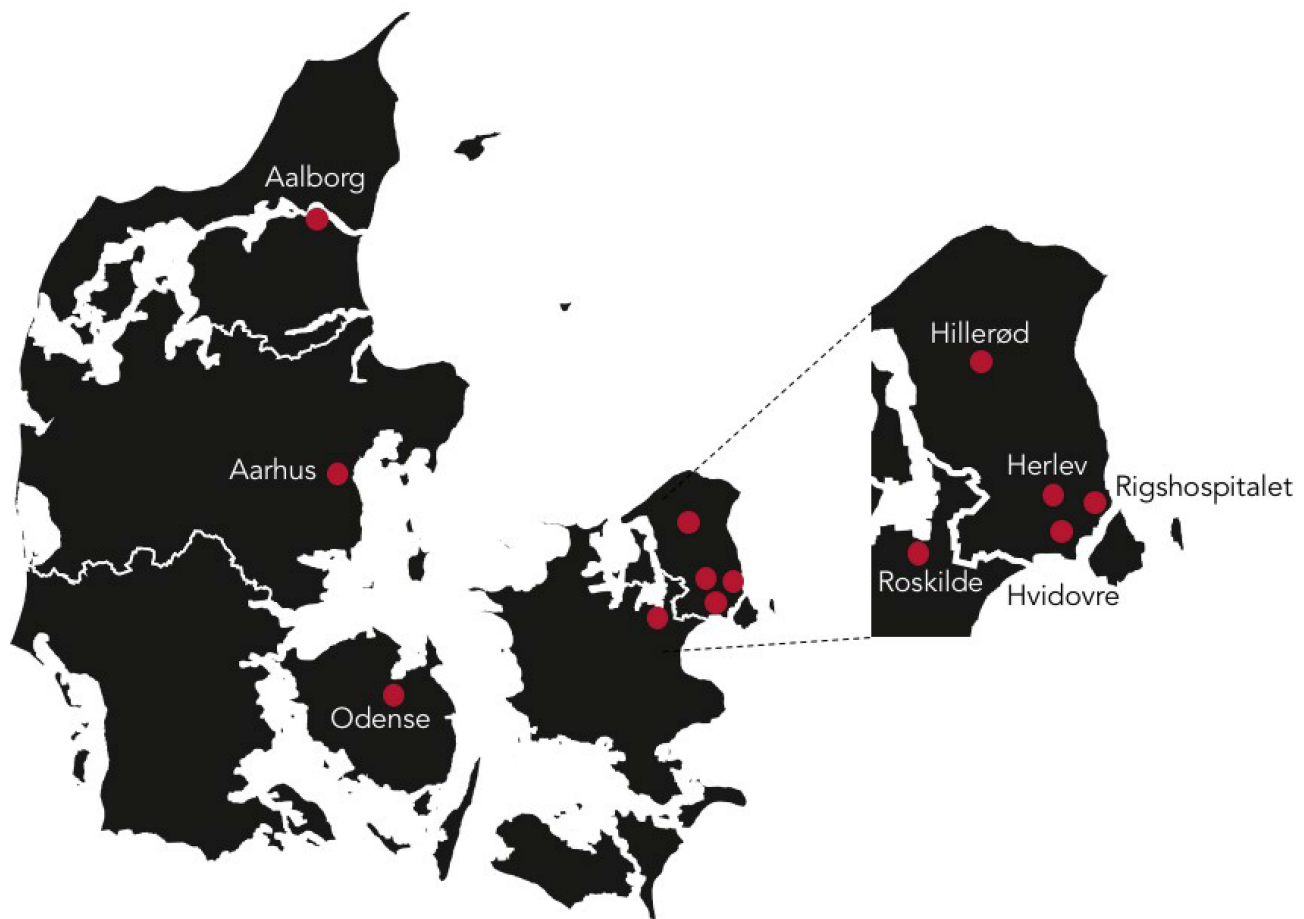 Aalborg
Aarhus
Odense
Hillerød
Herlev
Rigshospitalet
Roskilde
Hvidovre